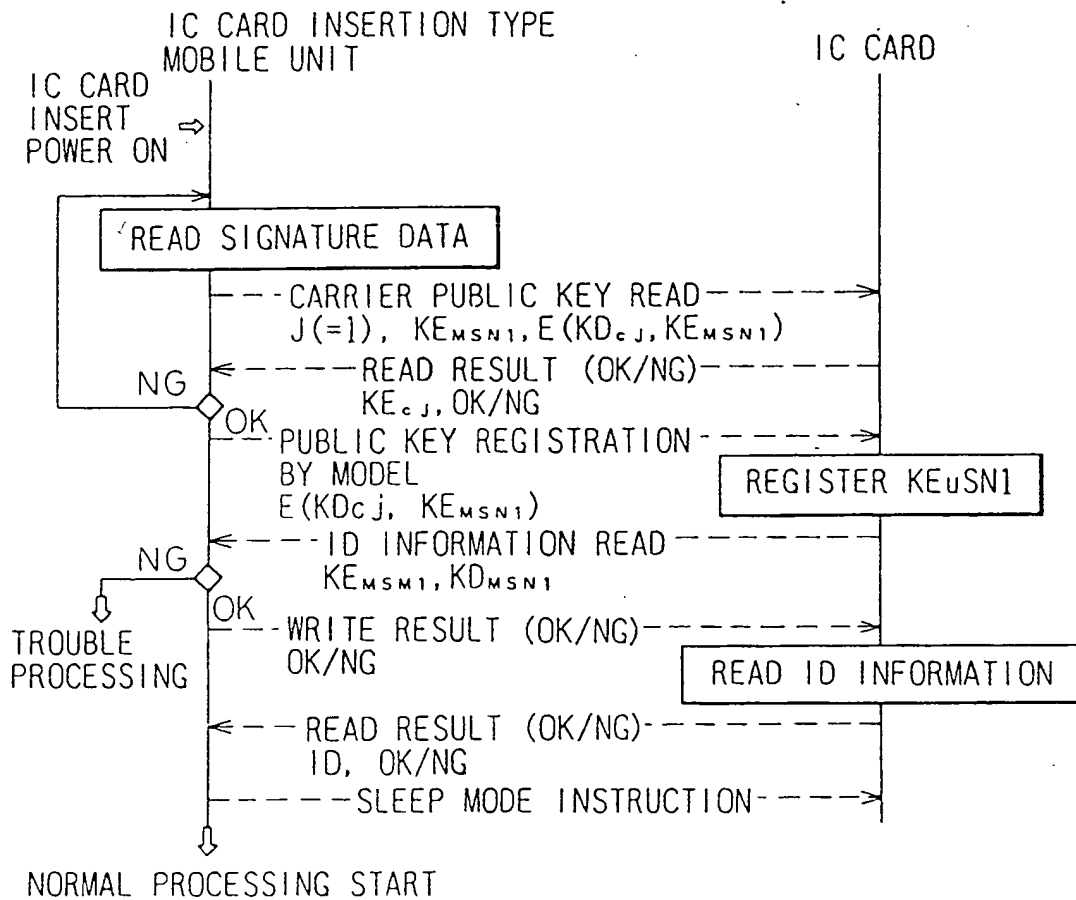 IC CARD INSERTION TYPE
MOBILE UNIT
IC CARD
IC CARD
INSERT
POWER ON
READ SIGNATURE DATA
CARRIER PUBLIC KEY READ
J(=1), KEMSN1, E(KDcj, KEMSN1)
READ RESULT (OK/NG)
KEcj, OK/NG
NG
OK
PUBLIC KEY REGISTRATION
BY MODEL
E(KDcj, KEMSN1)
REGISTER KEuSN1
ID INFORMATION READ
KEMSM1, KDMSN1
NG
OK
TROUBLE
PROCESSING
WRITE RESULT (OK/NG)
OK/NG
READ ID INFORMATION
READ RESULT (OK/NG)
ID, OK/NG
SLEEP MODE INSTRUCTION
NORMAL PROCESSING START